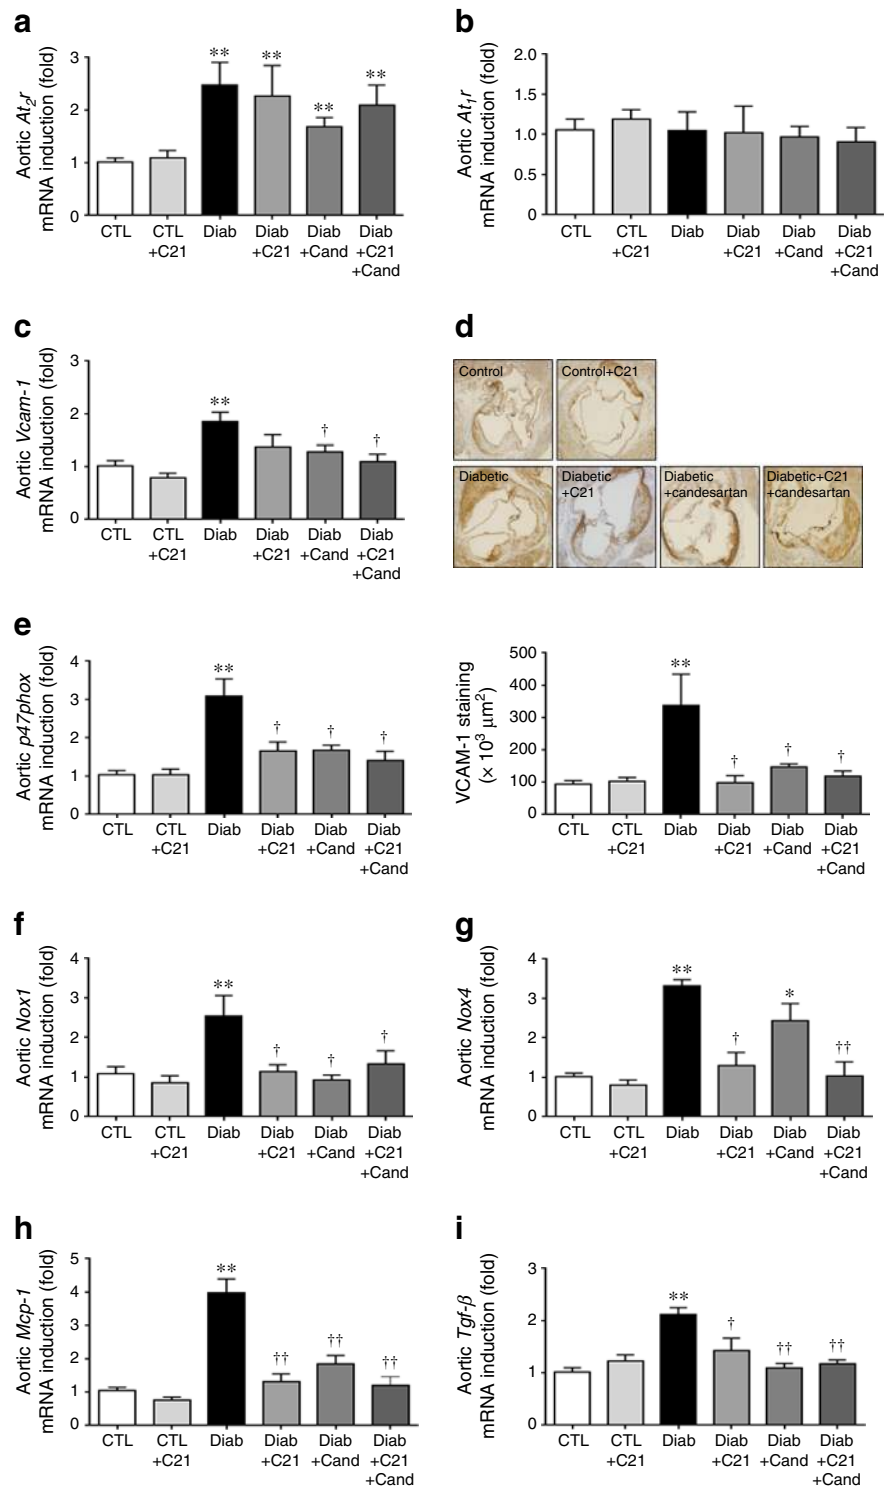 a
Aortic At2r
mRNA induction (fold)
3
2
1
0
** ** ** **
CTL CTL Diab Diab Diab Diab
+C21 +C21 +Cand +C21
+Cand
b
Aortic At1r
mRNA induction (fold)
2.0
1.5
1.0
0.5
0
CTL CTL Diab Diab Diab Diab
+C21 +C21 +Cand +C21
+Cand
c
Aortic Vcam-1
mRNA induction (fold)
3
2
1
0
** † †
CTL CTL Diab Diab Diab Diab
+C21 +C21 +Cand +C21
+Cand
d
Control Control+C21
Diabetic Diabetic Diabetic Diabetic+C21
+C21 +candesartan +candesartan
VCAM-1 staining
(× 10³ µm²)
500
400
300
200
100
0
** † † †
CTL CTL Diab Diab Diab Diab
+C21 +C21 +Cand +C21
+Cand
e
Aortic p47phox
mRNA induction (fold)
4
3
2
1
0
** † † †
CTL CTL Diab Diab Diab Diab
+C21 +C21 +Cand +C21
+Cand
f
Aortic Nox1
mRNA induction (fold)
4
3
2
1
0
** † † †
CTL CTL Diab Diab Diab Diab
+C21 +C21 +Cand +C21
+Cand
g
Aortic Nox4
mRNA induction (fold)
4
3
2
1
0
** † * ††
CTL CTL Diab Diab Diab Diab
+C21 +C21 +Cand +C21
+Cand
h
Aortic Mcp-1
mRNA induction (fold)
5
4
3
2
1
0
** †† †† ††
CTL CTL Diab Diab Diab Diab
+C21 +C21 +Cand +C21
+Cand
i
Aortic Tgf-β
mRNA induction (fold)
3
2
1
0
** † †† ††
CTL CTL Diab Diab Diab Diab
+C21 +C21 +Cand +C21
+Cand